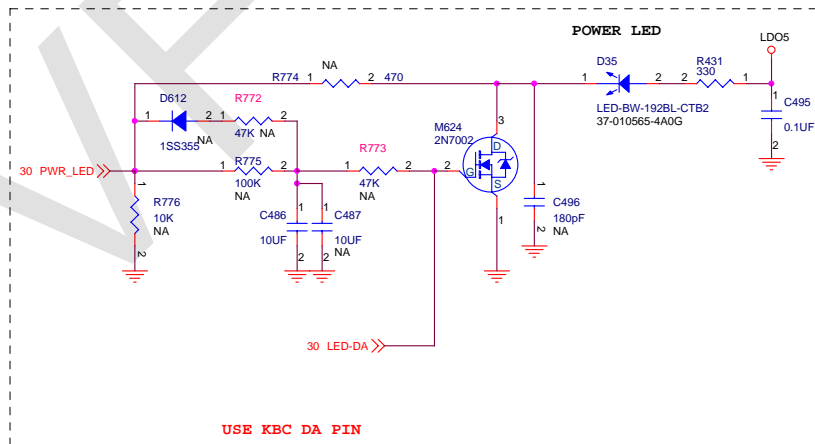 POWER LED
LDO5
NA
R774 1 2 470
D35
1 2
LED-BW-192BL-CTB2
37-010565-4A0G
R431
330
2 1
1
C495
0.1UF
2
D612
1 2
1SS355
NA
R772
1 2
47K NA
3
M624
2N7002
D
G
S
2
1
30 PWR_LED
R775
1 2
100K
NA
R773
1 2
47K
NA
1
R776
10K
NA
2
1
C486
10UF
2
1
C487
10UF
NA
2
1
C496
180pF
2
NA
30 LED-DA
USE KBC DA PIN